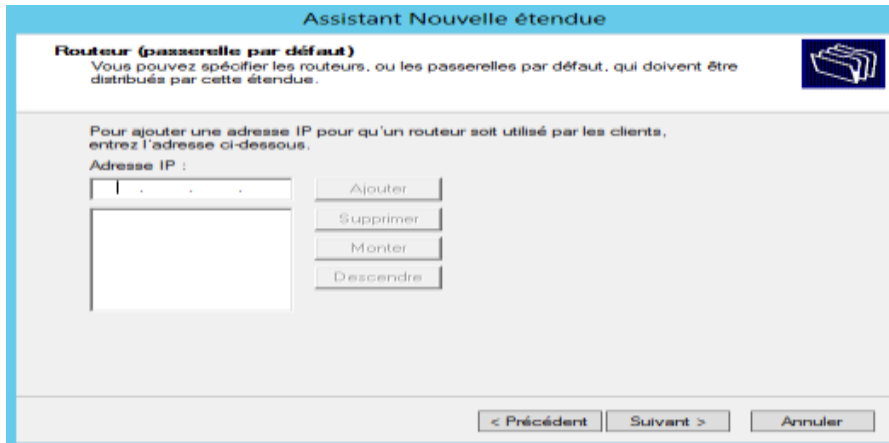 Assistant Nouvelle étendue
Routeur (passerelle par défaut)
Vous pouvez spécifier les routeurs, ou les passerelles par défaut, qui doivent être
distribués par cette étendue.
Pour ajouter une adresse IP pour qu'un routeur soit utilisé par les clients,
entrez l'adresse ci-dessous.
Adresse IP :
. . .
Ajouter
Supprimer
Monter
Descendre
< Précédent
Suivant >
Annuler